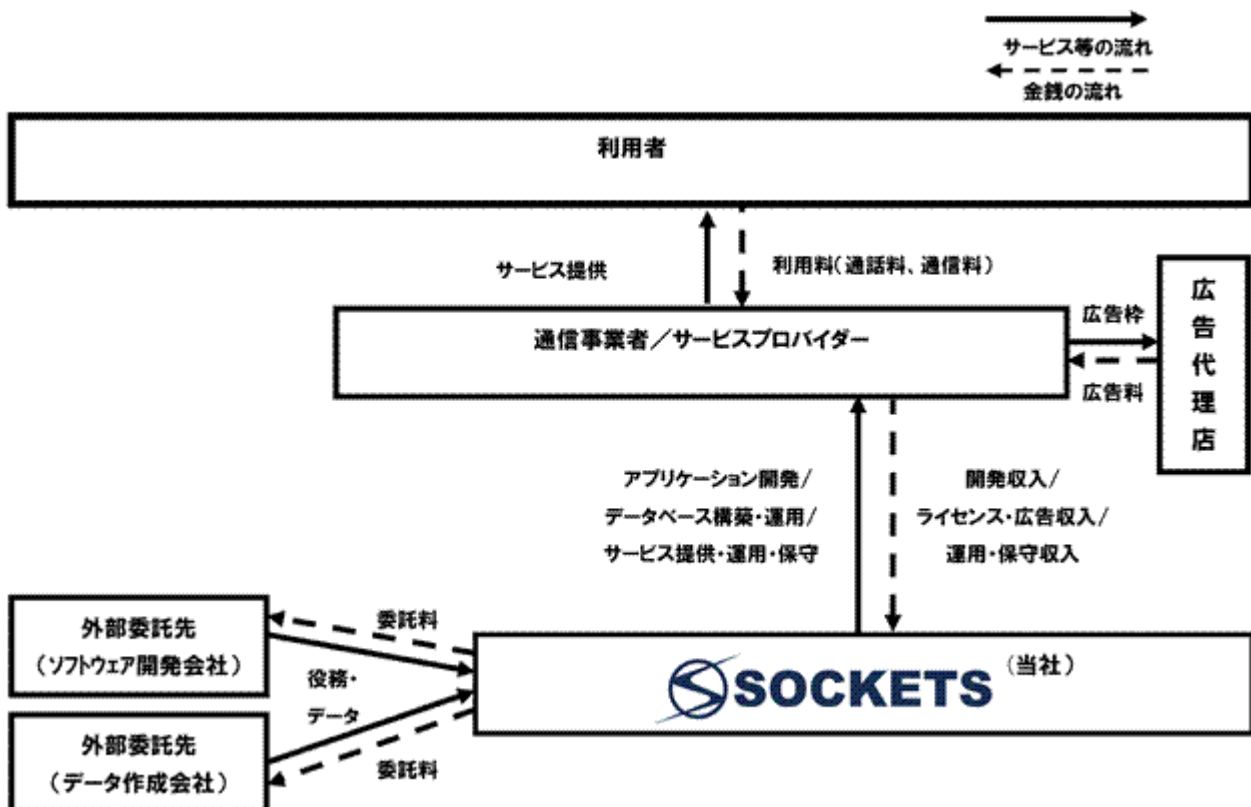 サービス等の流れ
金銭の流れ
利用者
サービス提供
利用料(通話料、通信料)
通信事業者/サービスプロバイダー
広告枠
広告料
広告代理店
アプリケーション開発/
データベース構築・運用/
サービス提供・運用・保守
開発収入/
ライセンス・広告収入/
運用・保守収入
外部委託先
(ソフトウェア開発会社)
委託料
役務・
データ
SOCKETS (当社)
外部委託先
(データ作成会社)
委託料